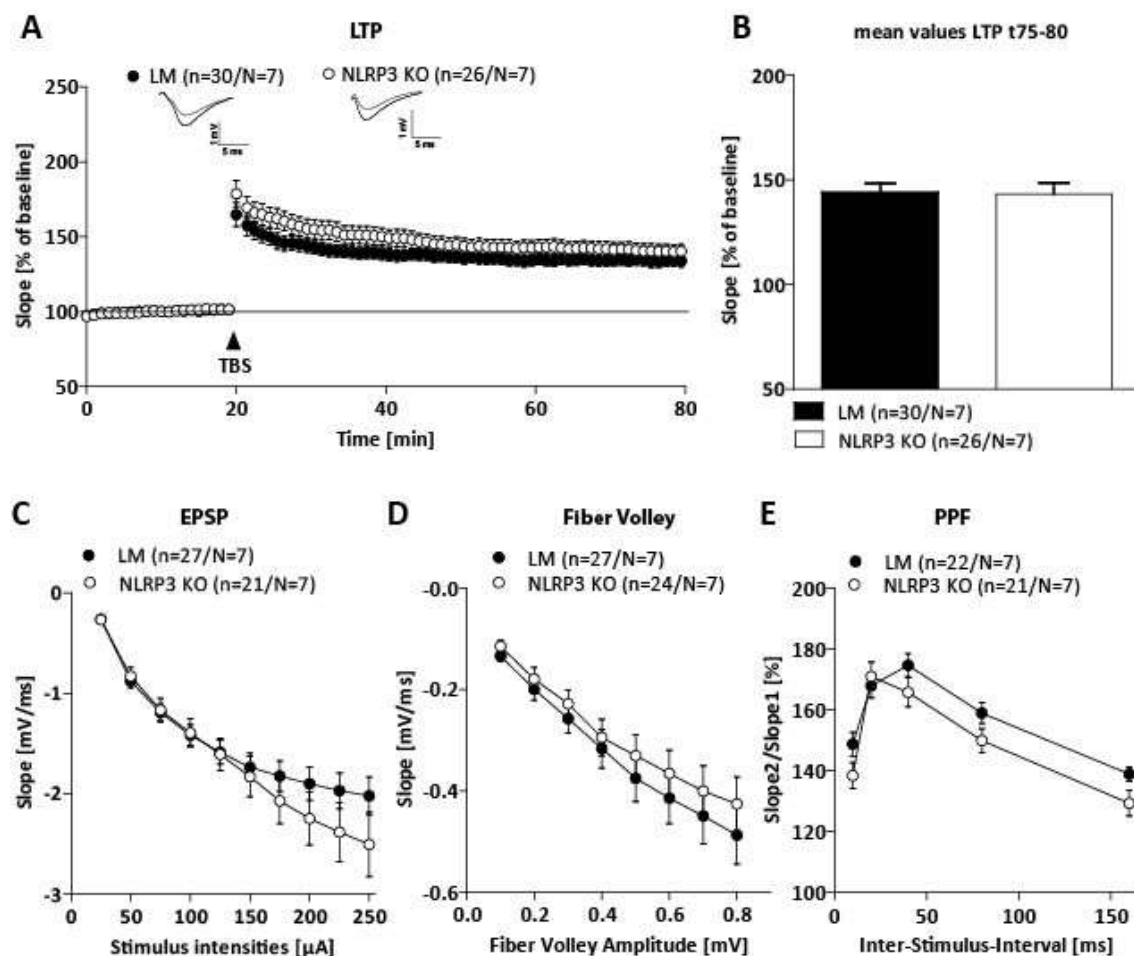 A
LTP
LM (n=30/N=7)
NLRP3 KO (n=26/N=7)
1 mV
5 ms
1 mV
5 ms
Slope [% of baseline]
250
200
150
100
50
TBS
0
20
40
60
80
Time [min]
B
mean values LTP t75-80
Slope [% of baseline]
200
150
100
50
LM (n=30/N=7)
NLRP3 KO (n=26/N=7)
C
EPSP
LM (n=27/N=7)
NLRP3 KO (n=21/N=7)
Slope [mV/ms]
0
-1
-2
-3
0
50
100
150
200
250
Stimulus intensities [µA]
D
Fiber Volley
LM (n=27/N=7)
NLRP3 KO (n=24/N=7)
Slope [mV/ms]
-0.0
-0.2
-0.4
-0.6
0.0
0.2
0.4
0.6
0.8
Fiber Volley Amplitude [mV]
E
PPF
LM (n=22/N=7)
NLRP3 KO (n=21/N=7)
Slope2/Slope1 [%]
200
180
160
140
120
100
0
50
100
150
Inter-Stimulus-Interval [ms]